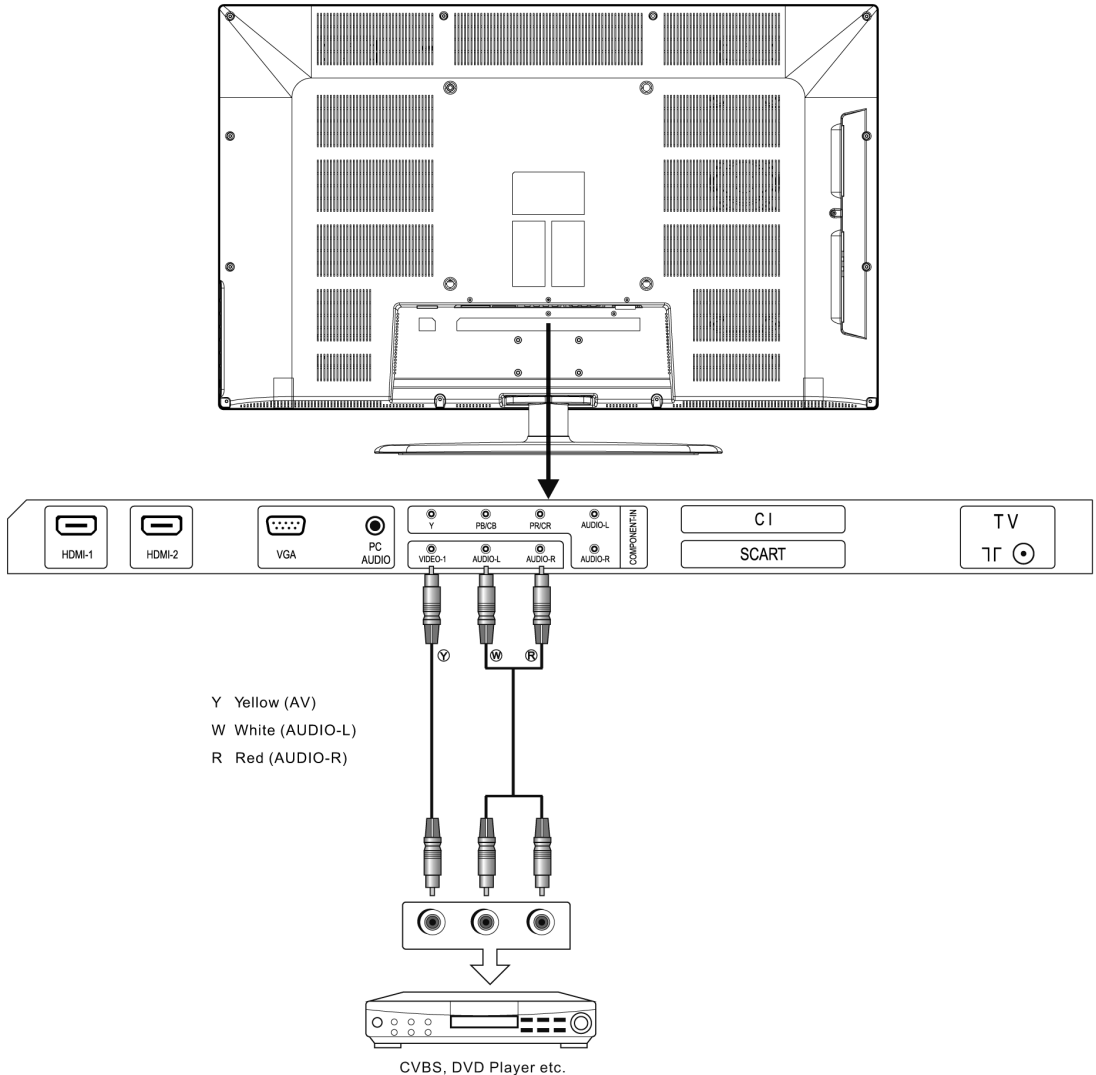 HDMI-1
HDMI-2
VGA
PC
AUDIO
Y
PB/CB
PR/CR
AUDIO-L
VIDEO-1
AUDIO-L
AUDIO-R
AUDIO-R
COMPONENT-IN
CI
SCART
TV
Y
W
R
Y Yellow (AV)
W White (AUDIO-L)
R Red (AUDIO-R)
CVBS, DVD Player etc.